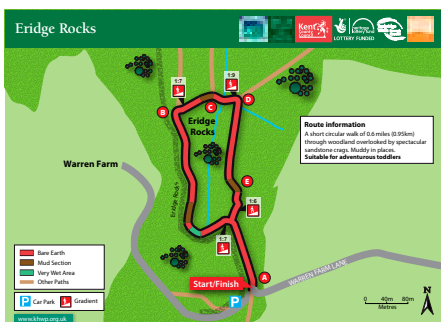 Eridge Rocks
Kent
County
Council
LOTTERY FUNDED
1:7
1:9
B
C
D
Eridge
Rocks
Route information
A short circular walk of 0.6 miles (0.95km)
through woodland overlooked by spectacular
sandstone crags. Muddy in places.
Suitable for adventurous toddlers
Warren Farm
Eridge Rocks
E
1:6
1:7
Bare Earth
Mud Section
Very Wet Area
Other Paths
P Car Park
Gradient
Start/Finish
A
P
WARREN FARM LANE
0 40m 80m
Metres
N
www.khwp.org.uk